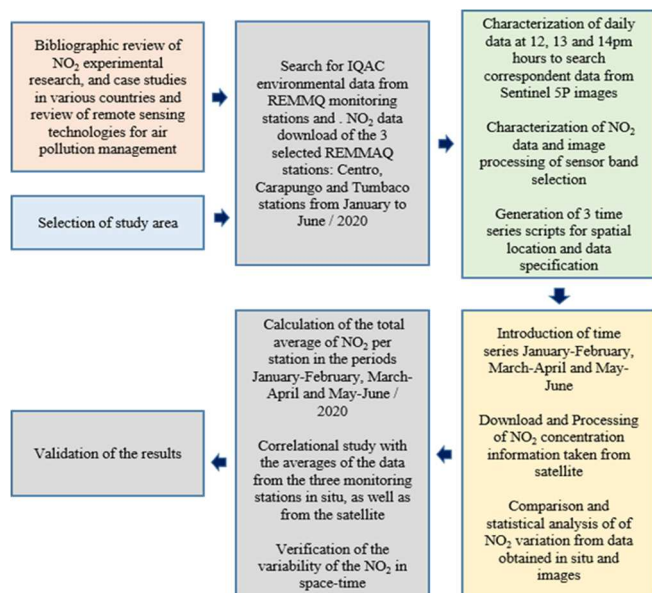 Bibliographic review of
NO2 experimental
research, and case studies
in various countries and
review of remote sensing
technologies for air
pollution management
Selection of study area
Search for IQAC
environmental data from
REMMQ monitoring
stations and . NO2 data
download of the 3
selected REMMAQ
stations: Centro,
Carapungo and Tumbaco
stations from January to
June / 2020
Characterization of daily
data at 12, 13 and 14pm
hours to search
correspondent data from
Sentinel 5P images
Characterization of NO2
data and image
processing of sensor band
selection
Generation of 3 time
series scripts for spatial
location and data
specification
Introduction of time
series January-February,
March-April and May-
June
Download and Processing
of NO2 concentration
information taken from
satellite
Comparison and
statistical analysis of of
NO2 variation from data
obtained in situ and
images
Calculation of the total
average of NO2 per
station in the periods
January-February, March-
April and May-June /
2020
Correlational study with
the averages of the data
from the three monitoring
stations in situ, as well as
from the satellite
Verification of the
variability of the NO2 in
space-time
Validation of the results